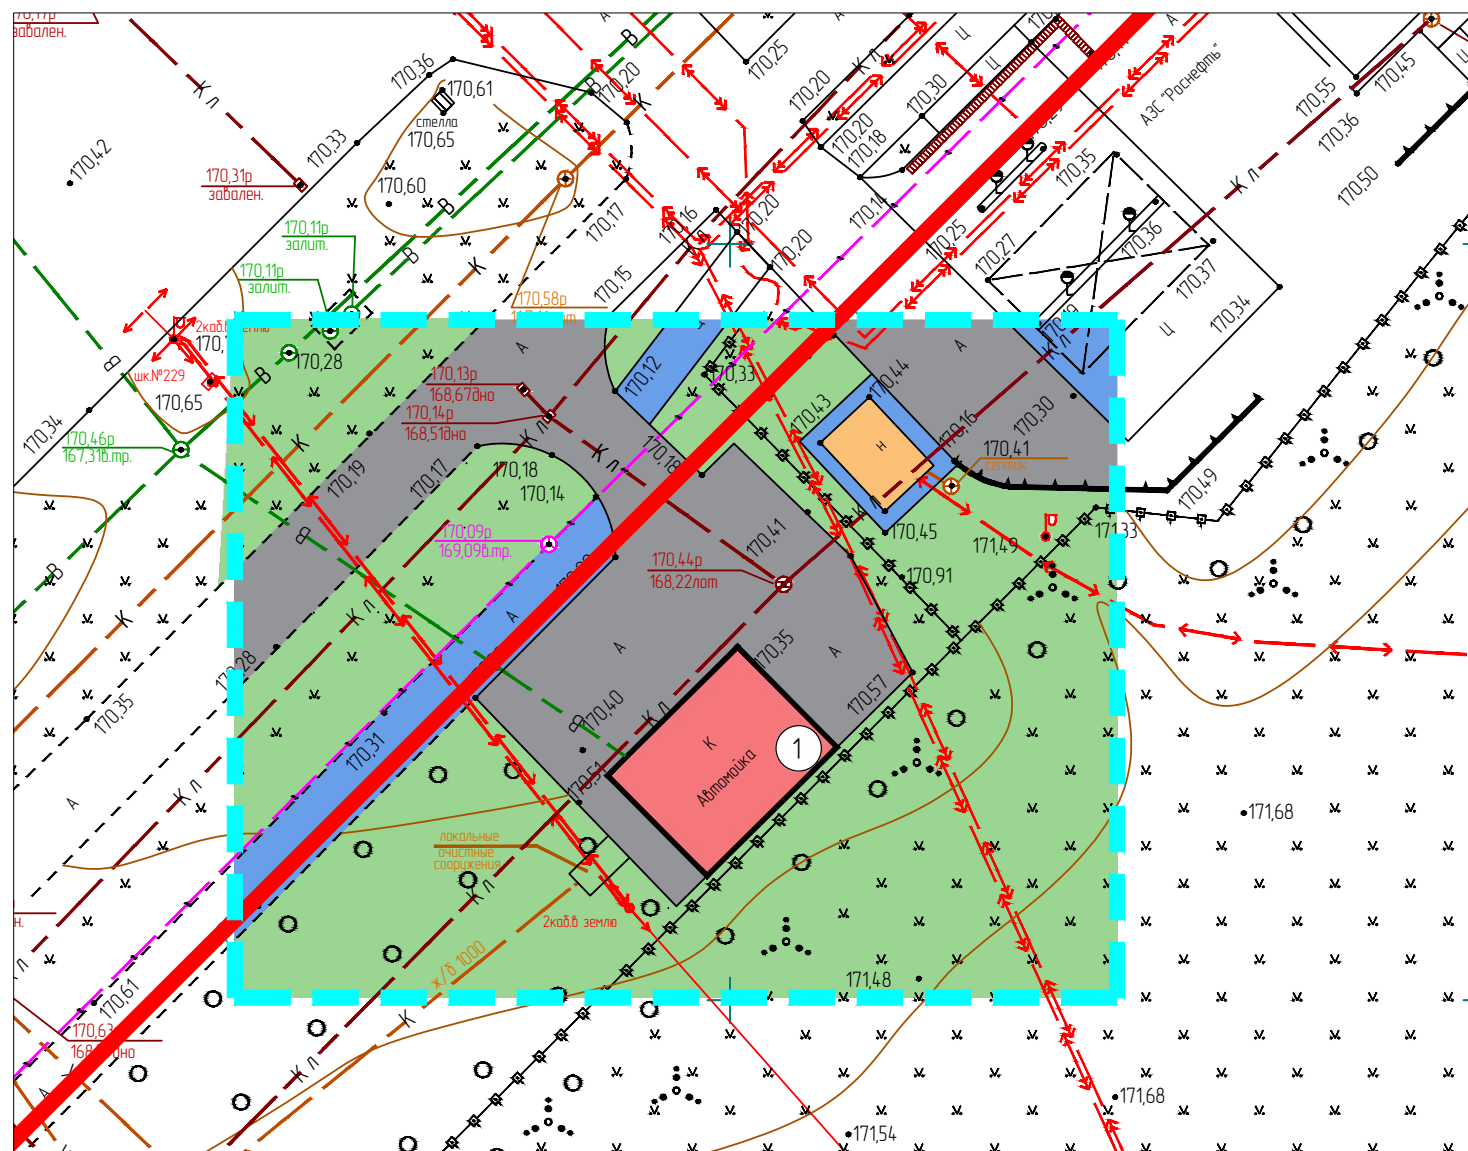 завален.
К л
170,36
170,61
стелла
170,65
170,33
170,42
170,31р
завален.
170,60
В
В
170,20
К
А
170,17
170,16
170,25
170,20
К л
Ц
Ц
170,30
170,20
170,18
170,14
170,20
170,20
170,25
170,27
170,35
170,36
170,37
170,34
Ц
А
АЗС "Роснефть"
К л
170,55
170,45
170,36
170,50
170,11р
залит.
170,11р
залит.
170,58р
170,15
В
К
170,28
170,65
шк.№229
170,34
170,46р
167,31в.тр.
В
В
К
170,19
170,17
А
170,13р
168,67дно
170,14р
168,51дно
К л
К л
170,18
170,14
170,18
170,12
170,33
170,43
170,44
А
н
170,16
170,41
септик
170,30
К л
К л
170,45
170,49
171,33
171,49
170,91
170,09р
169,09в.тр.
170,44р
168,22лот
170,41
В
К л
А
А
А
170,35
170,57
170,40
В
К л
170,51
170,31
К
Автомойка
1
170,35
А
К л
локальные
очистные
сооружения
К л
2каб.в землю
ж/б 1000
К
К л
171,48
171,68
171,68
171,54
170,61
170,63
К л
А